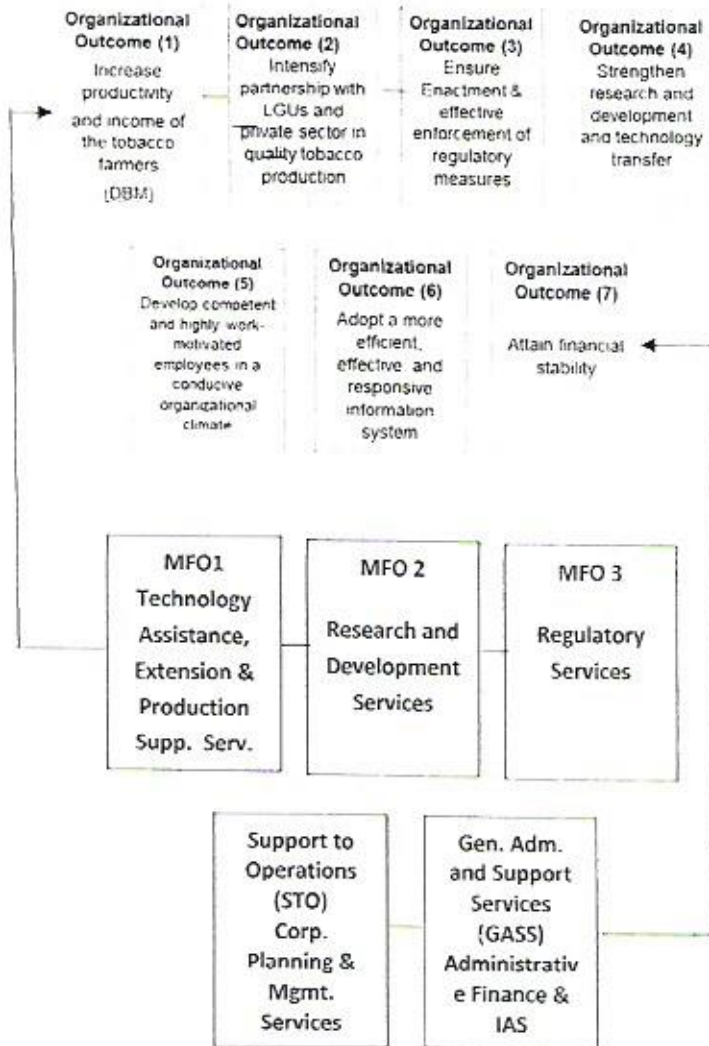 Organizational
Outcome (1)
Increase
productivity
and income of
the tobacco
farmers
(DBM)
Organizational
Outcome (2)
Intensify
partnership with
LGUs and
private sector in
quality tobacco
production
Organizational
Outcome (3)
Ensure
Enactment &
effective
enforcement of
regulatory
measures
Organizational
Outcome (4)
Strengthen
research and
development
and technology
transfer
Organizational
Outcome (5)
Develop competent
and highly work-
motivated
employees in a
conducive
organizational
climate
Organizational
Outcome (6)
Adopt a more
efficient,
effective and
responsive
information
system
Organizational
Outcome (7)
Attain financial
stability
MFO1
Technology
Assistance,
Extension &
Production
Supp. Serv.
MFO 2
Research and
Development
Services
MFO 3
Regulatory
Services
Support to
Operations
(STO)
Corp.
Planning &
Mgmt.
Services
Gen. Adm.
and Support
Services
(GASS)
Administrativ
e Finance &
IAS